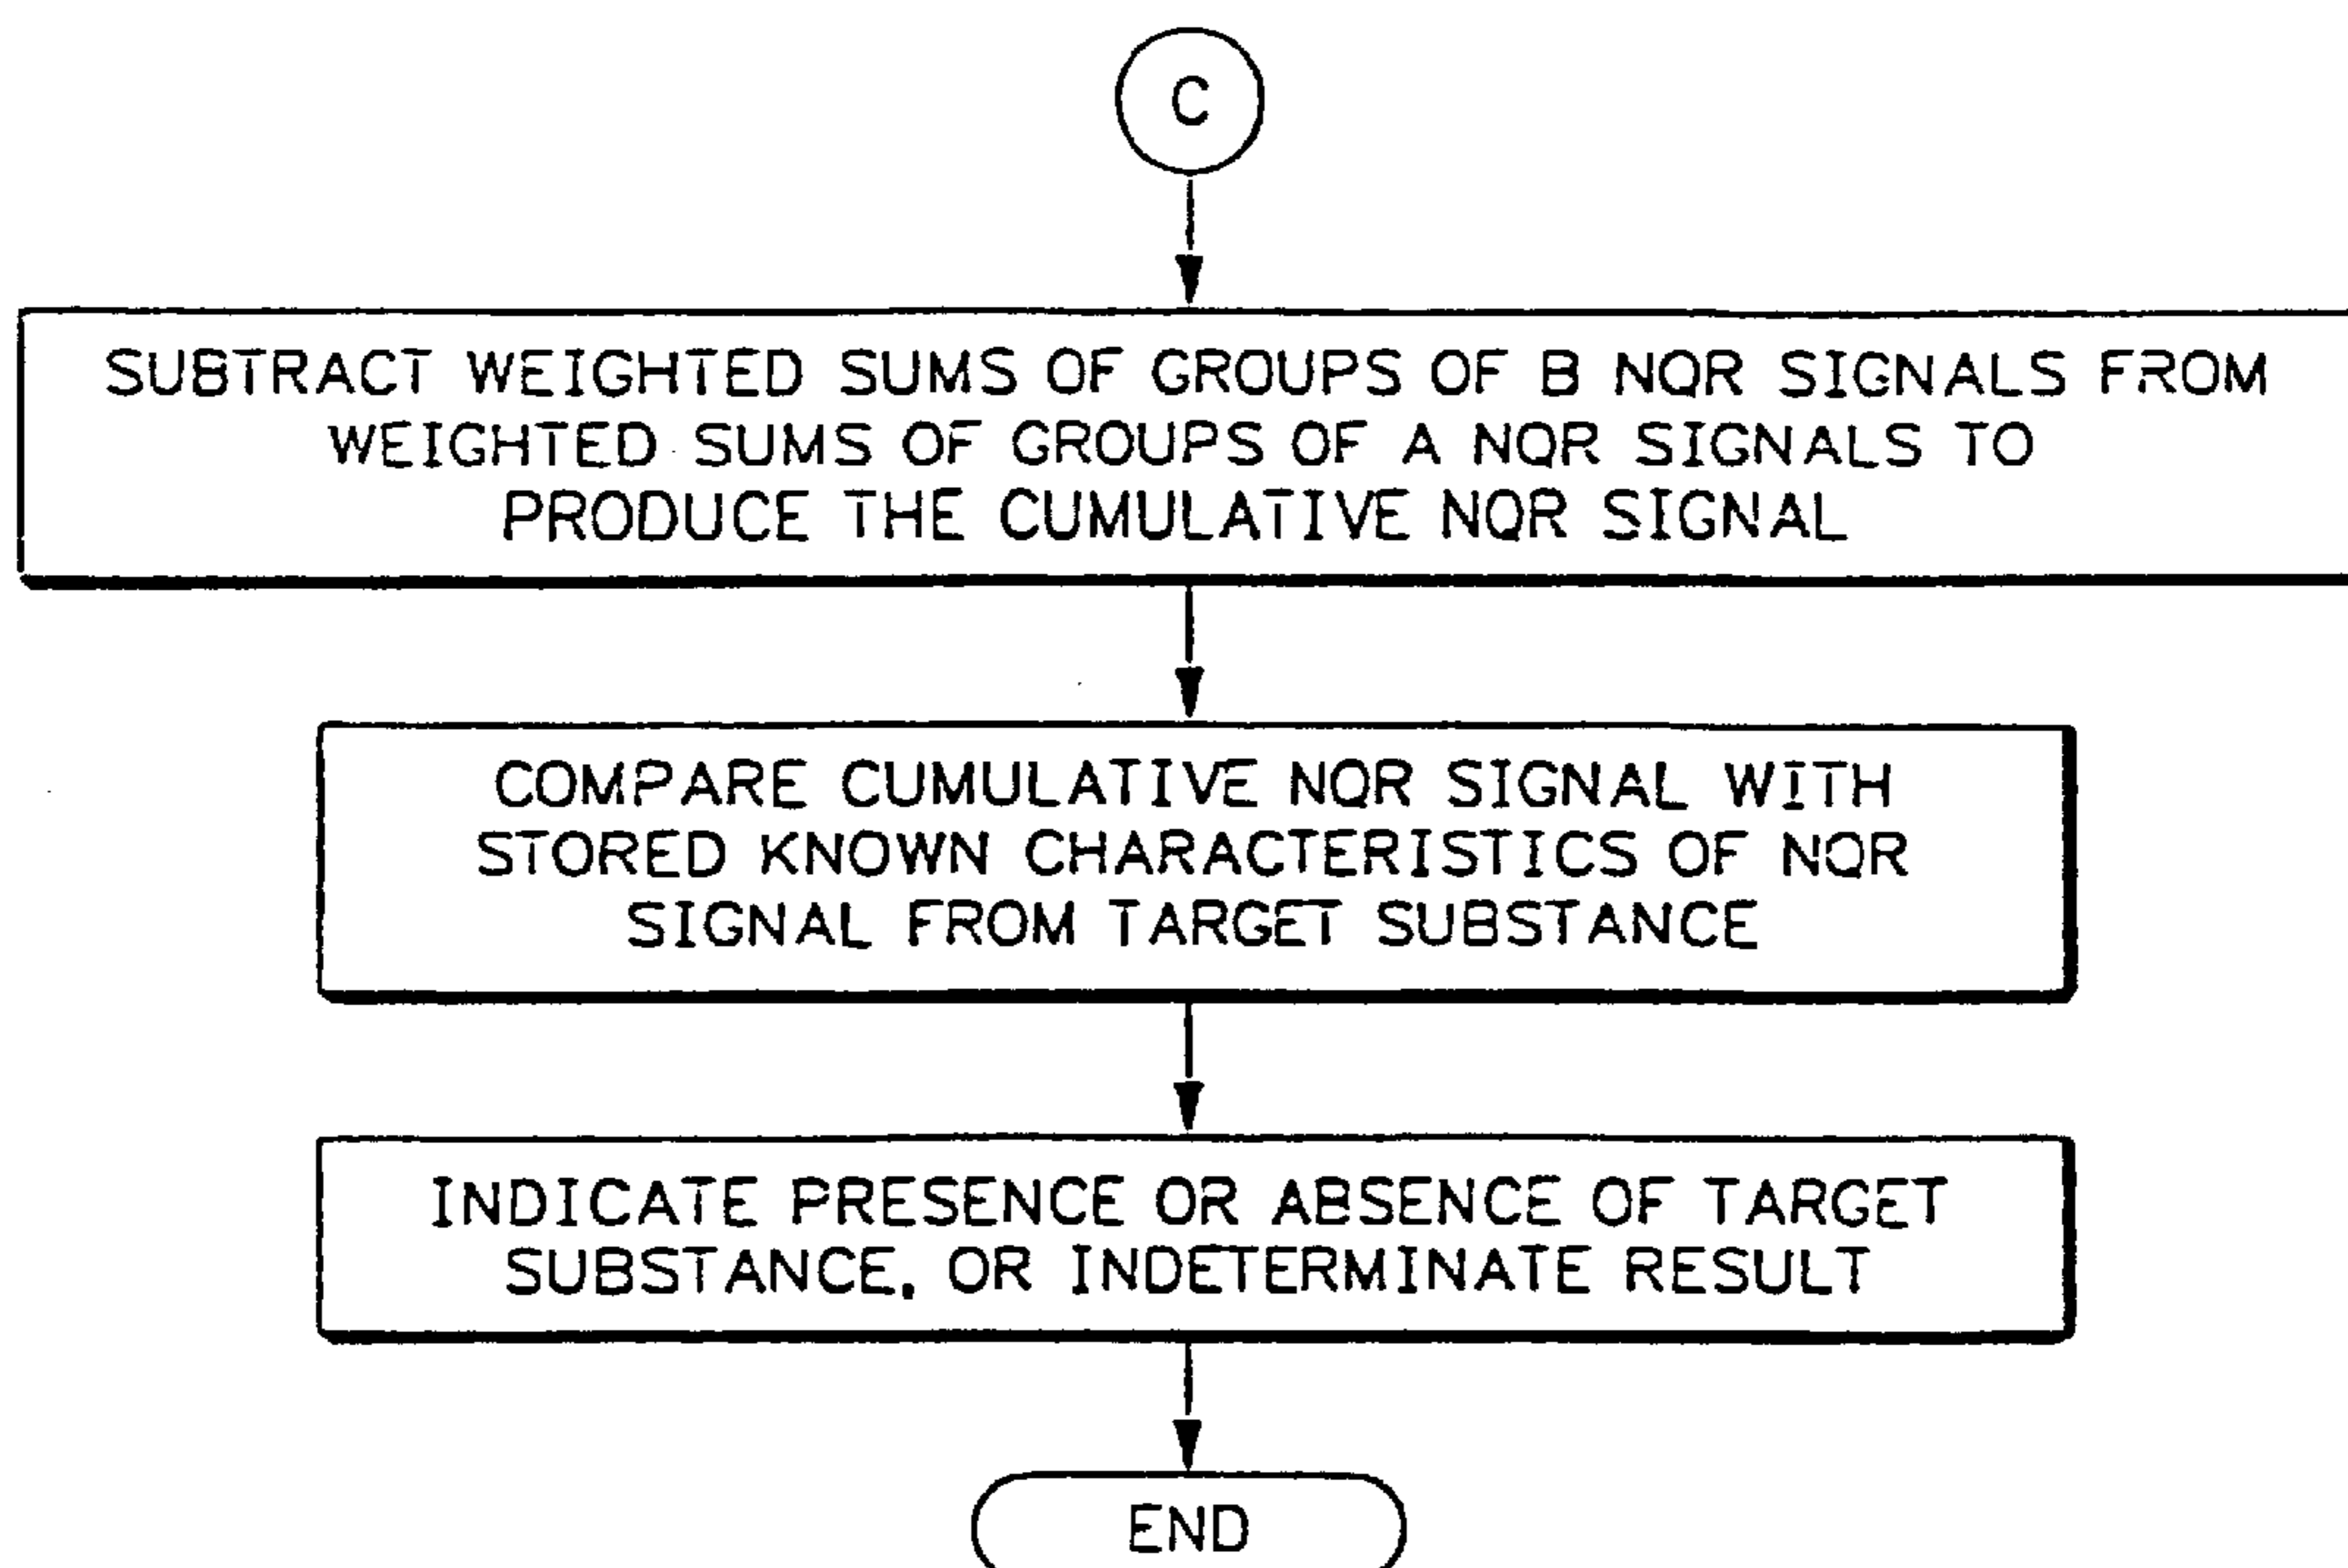 C
SUBTRACT WEIGHTED SUMS OF GROUPS OF B NQR SIGNALS FROM
WEIGHTED SUMS OF GROUPS OF A NQR SIGNALS TO
PRODUCE THE CUMULATIVE NQR SIGNAL
COMPARE CUMULATIVE NQR SIGNAL WITH
STORED KNOWN CHARACTERISTICS OF NQR
SIGNAL FROM TARGET SUBSTANCE
INDICATE PRESENCE OR ABSENCE OF TARGET
SUBSTANCE, OR INDETERMINATE RESULT
END